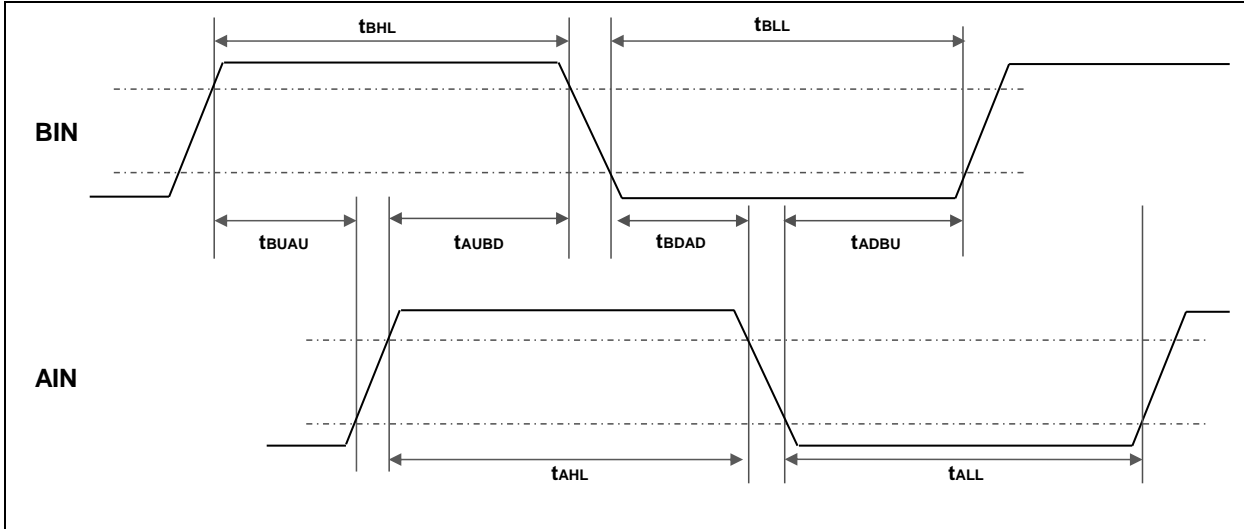 tBHL
tBLL
BIN
tBUAU
tAUBD
tBDAD
tADBU
AIN
tAHL
tALL